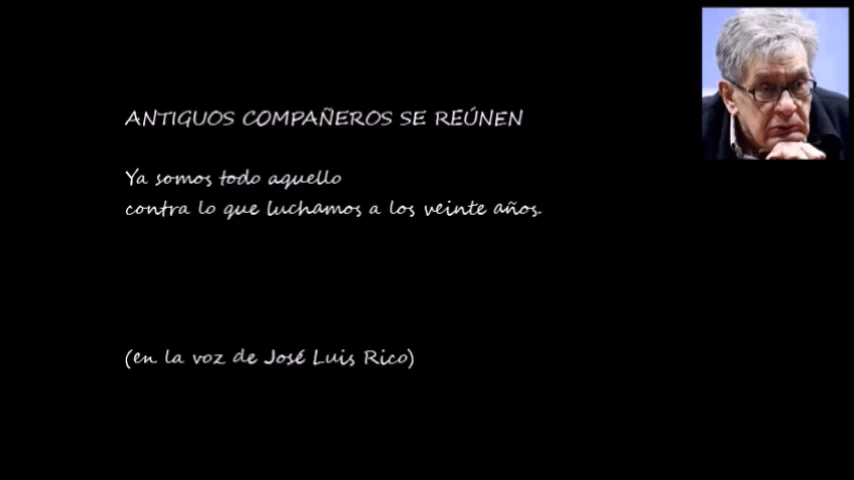 ANTIGUOS COMPAÑEROS SE REÚNEN
Ya somos todo aquello
contra lo que luchamos a los veinte años.
(en la voz de José Luis Rico)